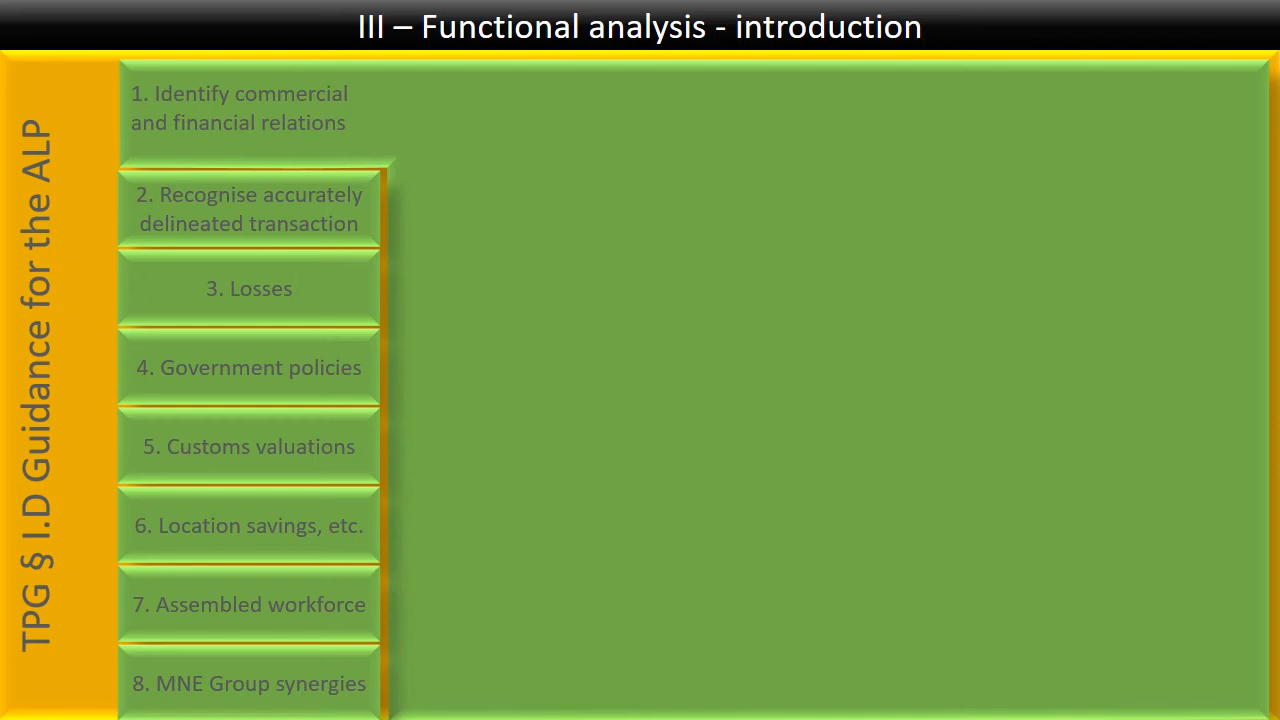 III – Functional analysis - introduction
TPG § I.D Guidance for the ALP
1. Identify commercial
and financial relations
2. Recognise accurately
delineated transaction
3. Losses
4. Government policies
5. Customs valuations
6. Location savings, etc.
7. Assembled workforce
8. MNE Group synergies